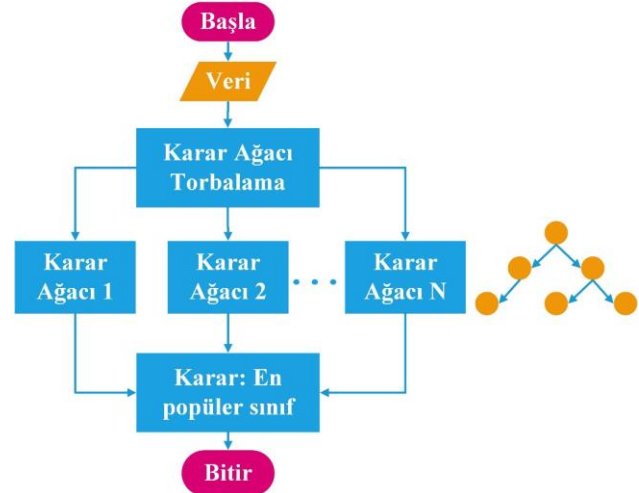 Başla
Veri
Karar Ağacı
Torbalama
Karar
Ağacı 1
Karar
Ağacı 2
Karar
Ağacı N
Karar: En
popüler sınıf
Bitir